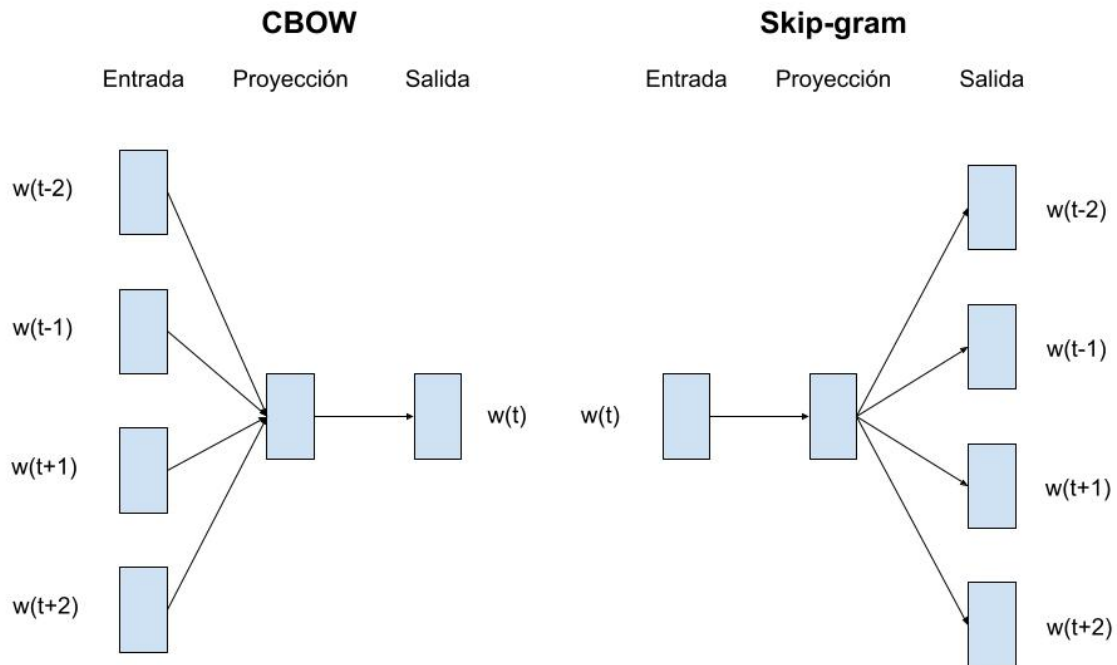 CBOW
Entrada Proyección Salida
w(t-2)
w(t-1)
w(t+1)
w(t+2)
w(t)
Skip-gram
Entrada Proyección Salida
w(t)
w(t-2)
w(t-1)
w(t+1)
w(t+2)